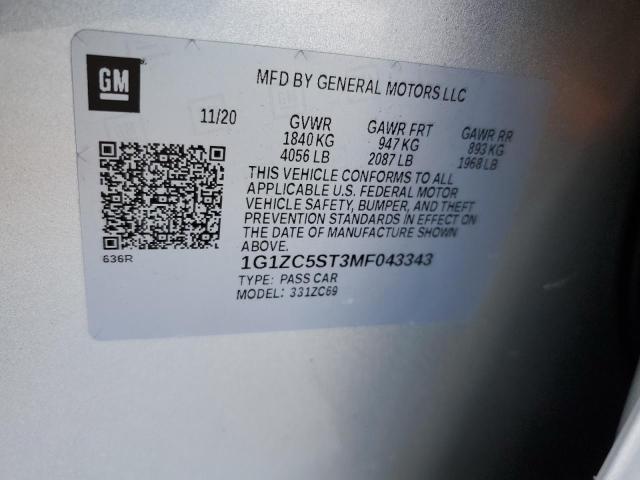 GM
MFD BY GENERAL MOTORS LLC
11/20 GVWR GAWR FRT GAWR RR
1840 KG 947 KG 893 KG
4056 LB 2087 LB 1968 LB
THIS VEHICLE CONFORMS TO ALL
APPLICABLE U.S. FEDERAL MOTOR
VEHICLE SAFETY, BUMPER, AND THEFT
PREVENTION STANDARDS IN EFFECT ON
THE DATE OF MANUFACTURE SHOWN
ABOVE.
636R
1G1ZC5ST3MF043343
TYPE: PASS CAR
MODEL: 331ZC69